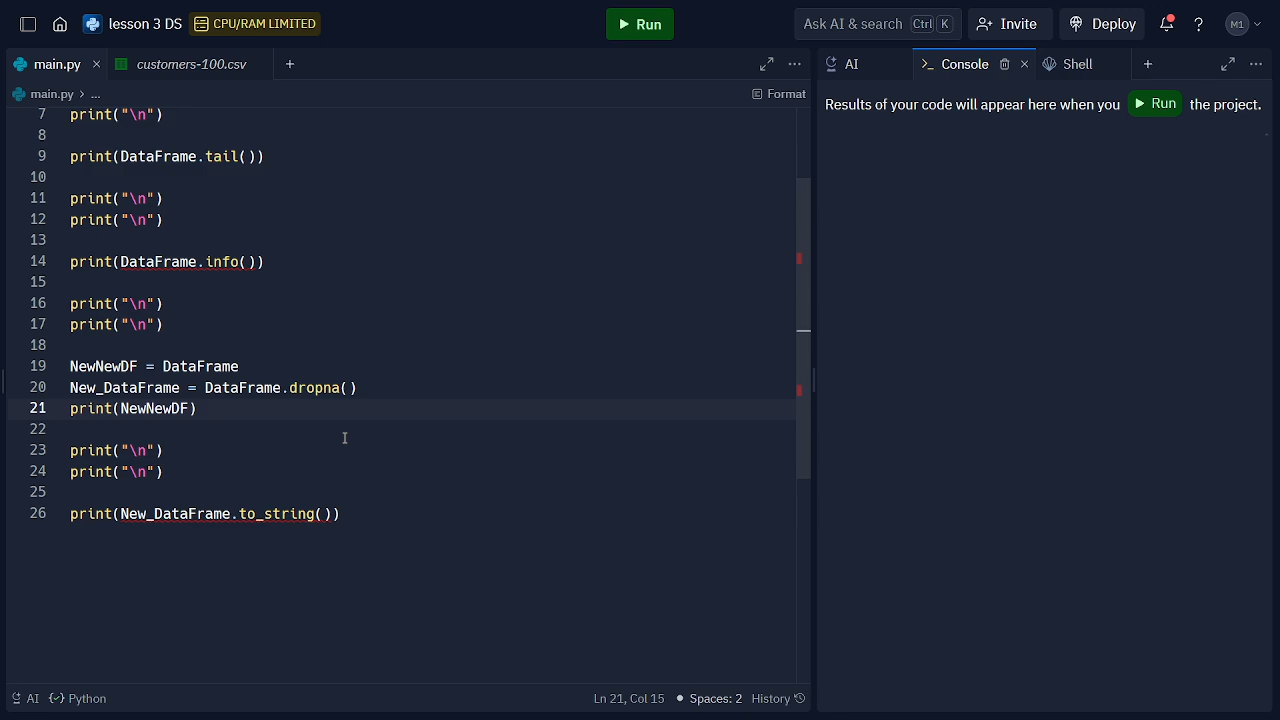 lesson 3 DS
CPU/RAM LIMITED
Run
Ask AI & search Ctrl K
Invite
Deploy
?
M1
main.py
customers-100.csv
AI
Console
Shell
main.py > ...
Format
7 print("\n")
8
9 print(DataFrame.tail())
10
11 print("\n")
12 print("\n")
13
14 print(DataFrame.info())
15
16 print("\n")
17 print("\n")
18
19 NewNewDF = DataFrame
20 New_DataFrame = DataFrame.dropna()
21 print(NewNewDF)
22
23 print("\n")
24 print("\n")
25
26 print(New_DataFrame.to_string())
Results of your code will appear here when you Run the project.
AI
Python
Ln 21, Col 15
Spaces: 2
History